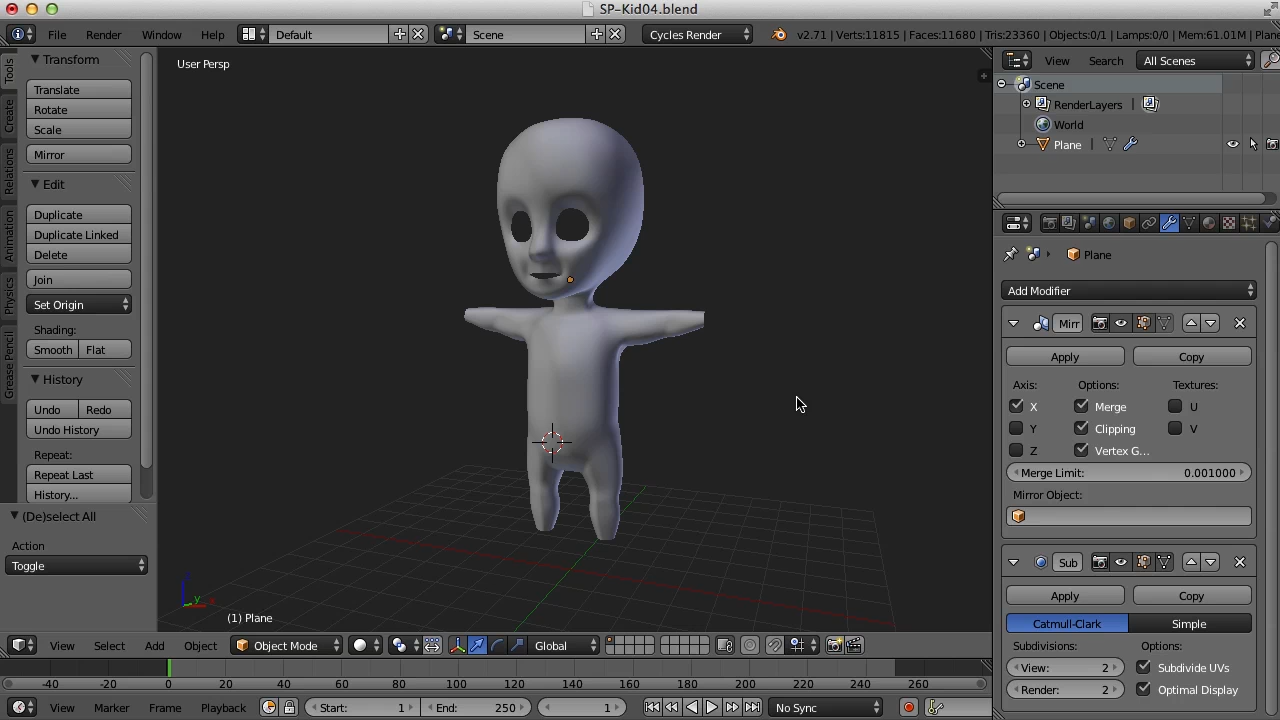 SP-Kid04.blend
File Render Window Help Default Scene Cycles Render v2.71 | Verts:11815 | Faces:11680 | Tris:23360 | Objects:0/1 | Lamps:0/0 | Mem:61.01M | Plane
Tools
Create
Relations
Animation
Physics
Grease Pencil
Transform
Translate
Rotate
Scale
Mirror
Edit
Duplicate
Duplicate Linked
Delete
Join
Set Origin
Shading:
Smooth Flat
History
Undo Redo
Undo History
Repeat:
Repeat Last
History...
(De)select All
Action
Toggle
User Persp
z
y
x
(1) Plane
View Search All Scenes
Scene
RenderLayers |
World
Plane |
Plane
Add Modifier
Mirr
Apply Copy
Axis: Options: Textures:
X Merge U
Y Clipping V
Z Vertex G...
Merge Limit: 0.001000
Mirror Object:
Sub
Apply Copy
Catmull-Clark Simple
Subdivisions: Options:
View: 2 Subdivide UVs
Render: 2 Optimal Display
View Select Add Object Object Mode Global
-40 -20 0 20 40 60 80 100 120 140 160 180 200 220 240 260
View Marker Frame Playback Start: 1 End: 250 1 No Sync